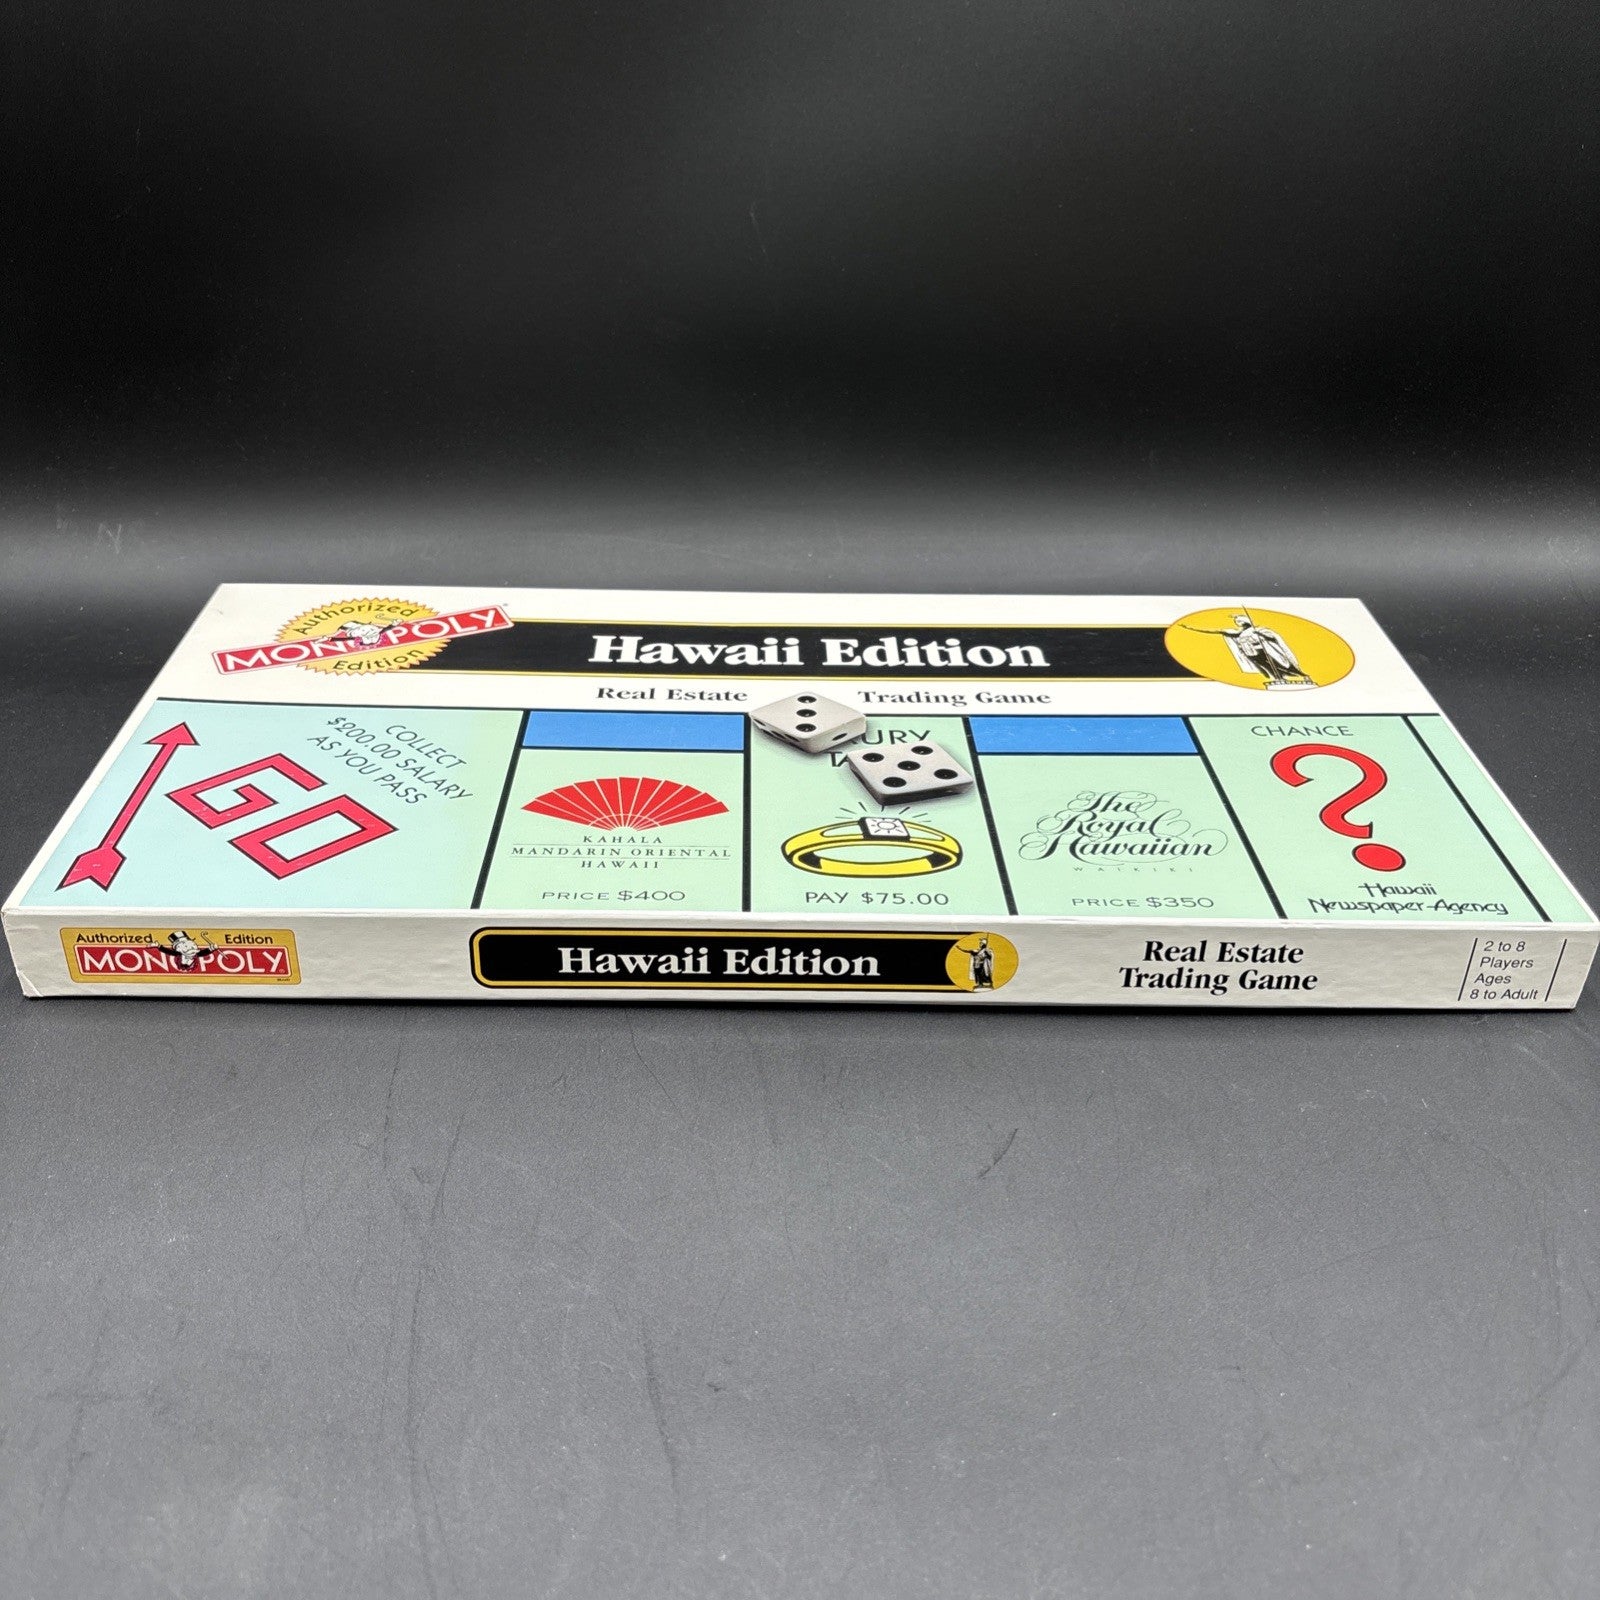 Authorized
MONOPOLY
Edition
Hawaii Edition
Real Estate Trading Game
COLLECT
$200.00 SALARY
AS YOU PASS
GO
KAHALA
MANDARIN ORIENTAL
HAWAII
PRICE $400
PAY $75.00
The
Royal
Hawaiian
WAIKIKI
PRICE $350
CHANCE
Hawaii
Newspaper Agency
Authorized Edition
MONOPOLY
Hawaii Edition
Real Estate
Trading Game
2 to 8
Players
Ages
8 to Adult